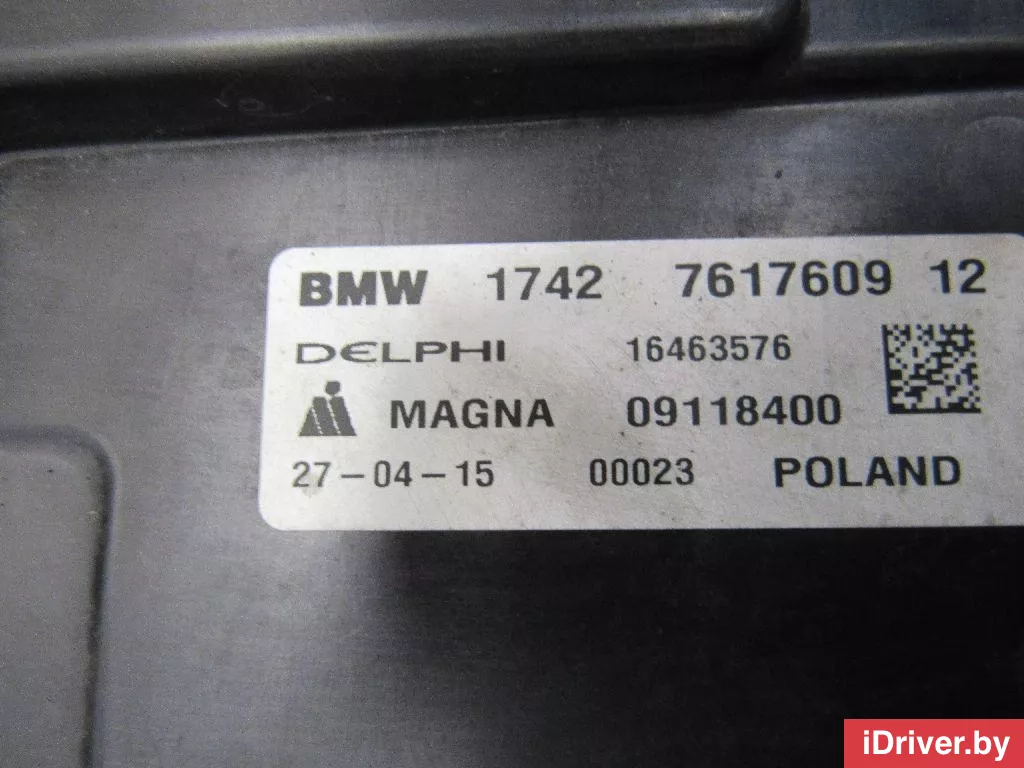 BMW 1742 7617609 12
DELPHI 16463576
MAGNA 09118400
27-04-15 00023 POLAND
iDriver.by